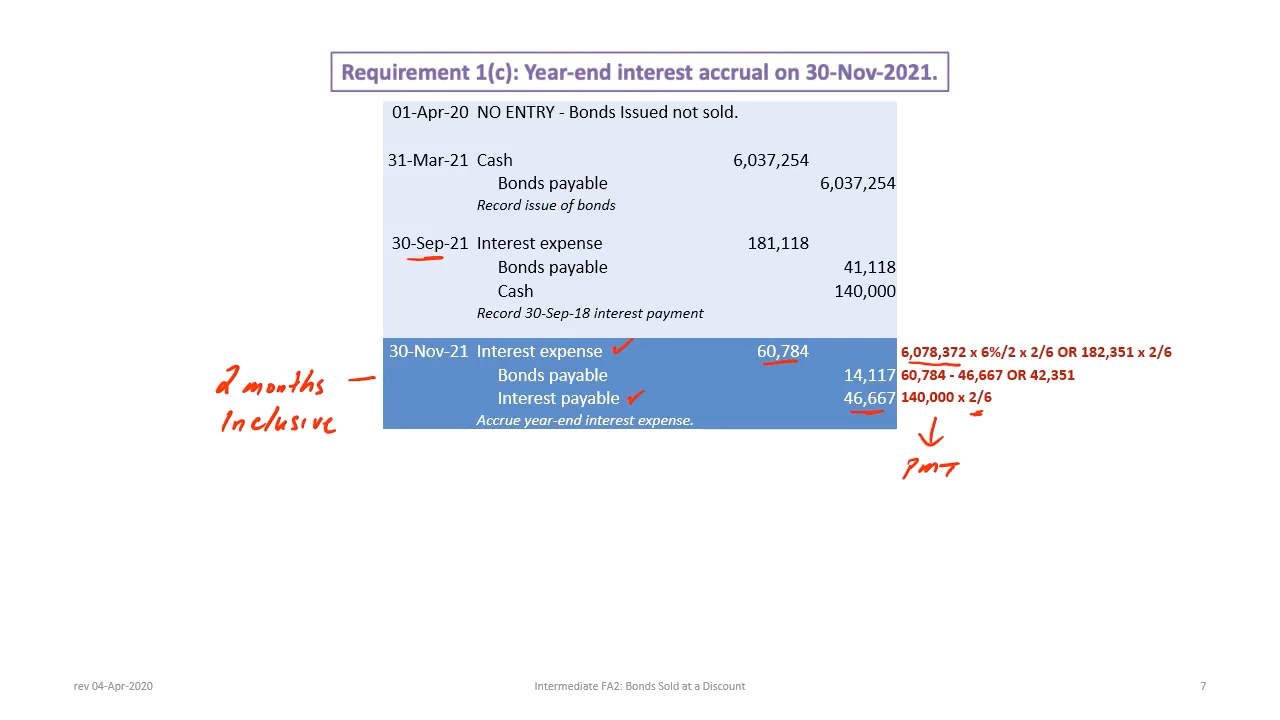 Requirement 1(c): Year-end interest accrual on 30-Nov-2021.
01-Apr-20 NO ENTRY - Bonds Issued not sold.
31-Mar-21 Cash 6,037,254
Bonds payable 6,037,254
Record issue of bonds
30-Sep-21 Interest expense 181,118
Bonds payable 41,118
Cash 140,000
Record 30-Sep-18 interest payment
30-Nov-21 Interest expense ✓ 60,784 6,078,372 x 6%/2 x 2/6 OR 182,351 x 2/6
Bonds payable 14,117 60,784 - 46,667 OR 42,351
Interest payable ✓ 46,667 140,000 x 2/6
Accrue year-end interest expense.
2 months —
Inclusive
PMT
rev 04-Apr-2020 Intermediate FA2: Bonds Sold at a Discount 7